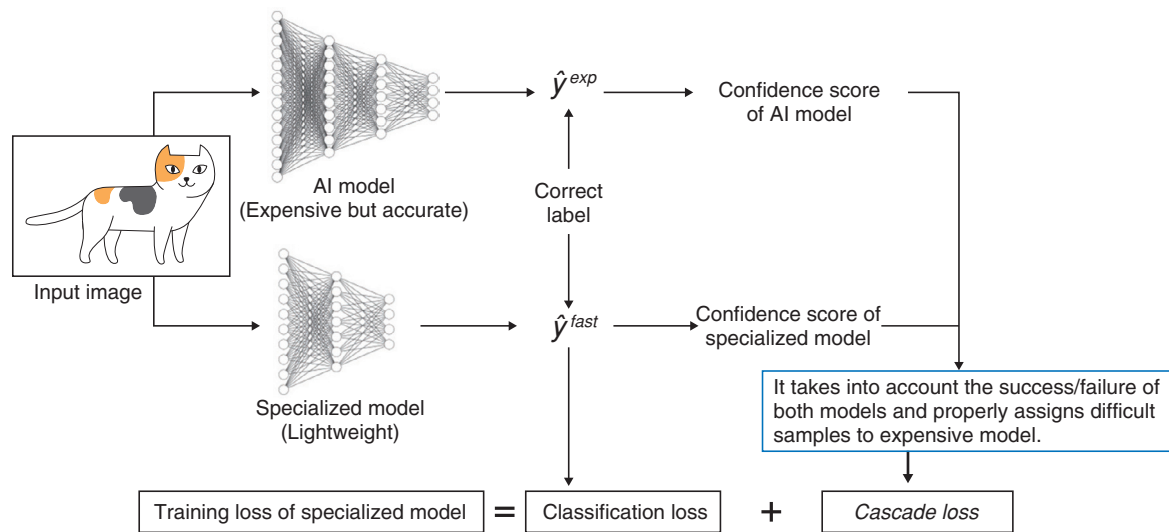 ŷ exp
Confidence score
of AI model
AI model
(Expensive but accurate)
Correct
label
Input image
ŷ fast
Confidence score of
specialized model
Specialized model
(Lightweight)
It takes into account the success/failure of
both models and properly assigns difficult
samples to expensive model.
Training loss of specialized model = Classification loss + Cascade loss